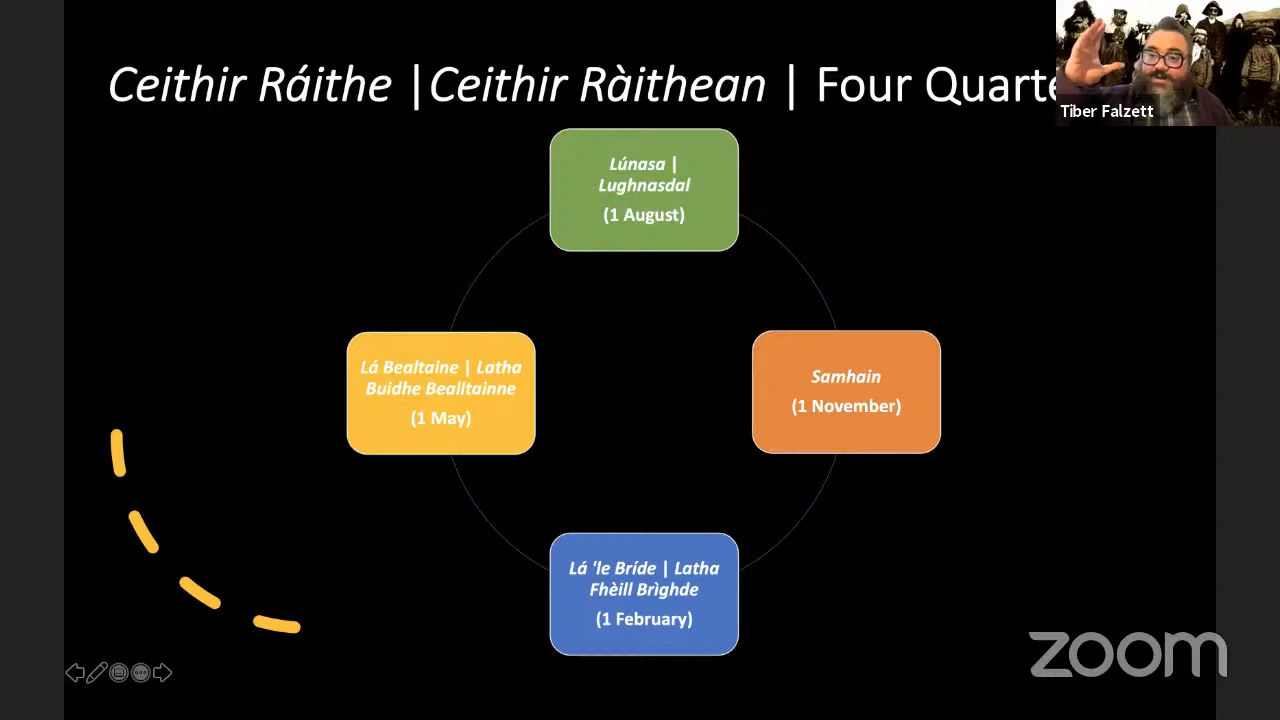 Ceithir Ráithe |Ceithir Ràithean | Four Quarte
Tiber Falzett
Lúnasa |
Lughnasdal
(1 August)
Lá Bealtaine | Latha
Buidhe Bealltainne
(1 May)
Samhain
(1 November)
Lá 'le Bríde | Latha
Fhèill Brìghde
(1 February)
zoom